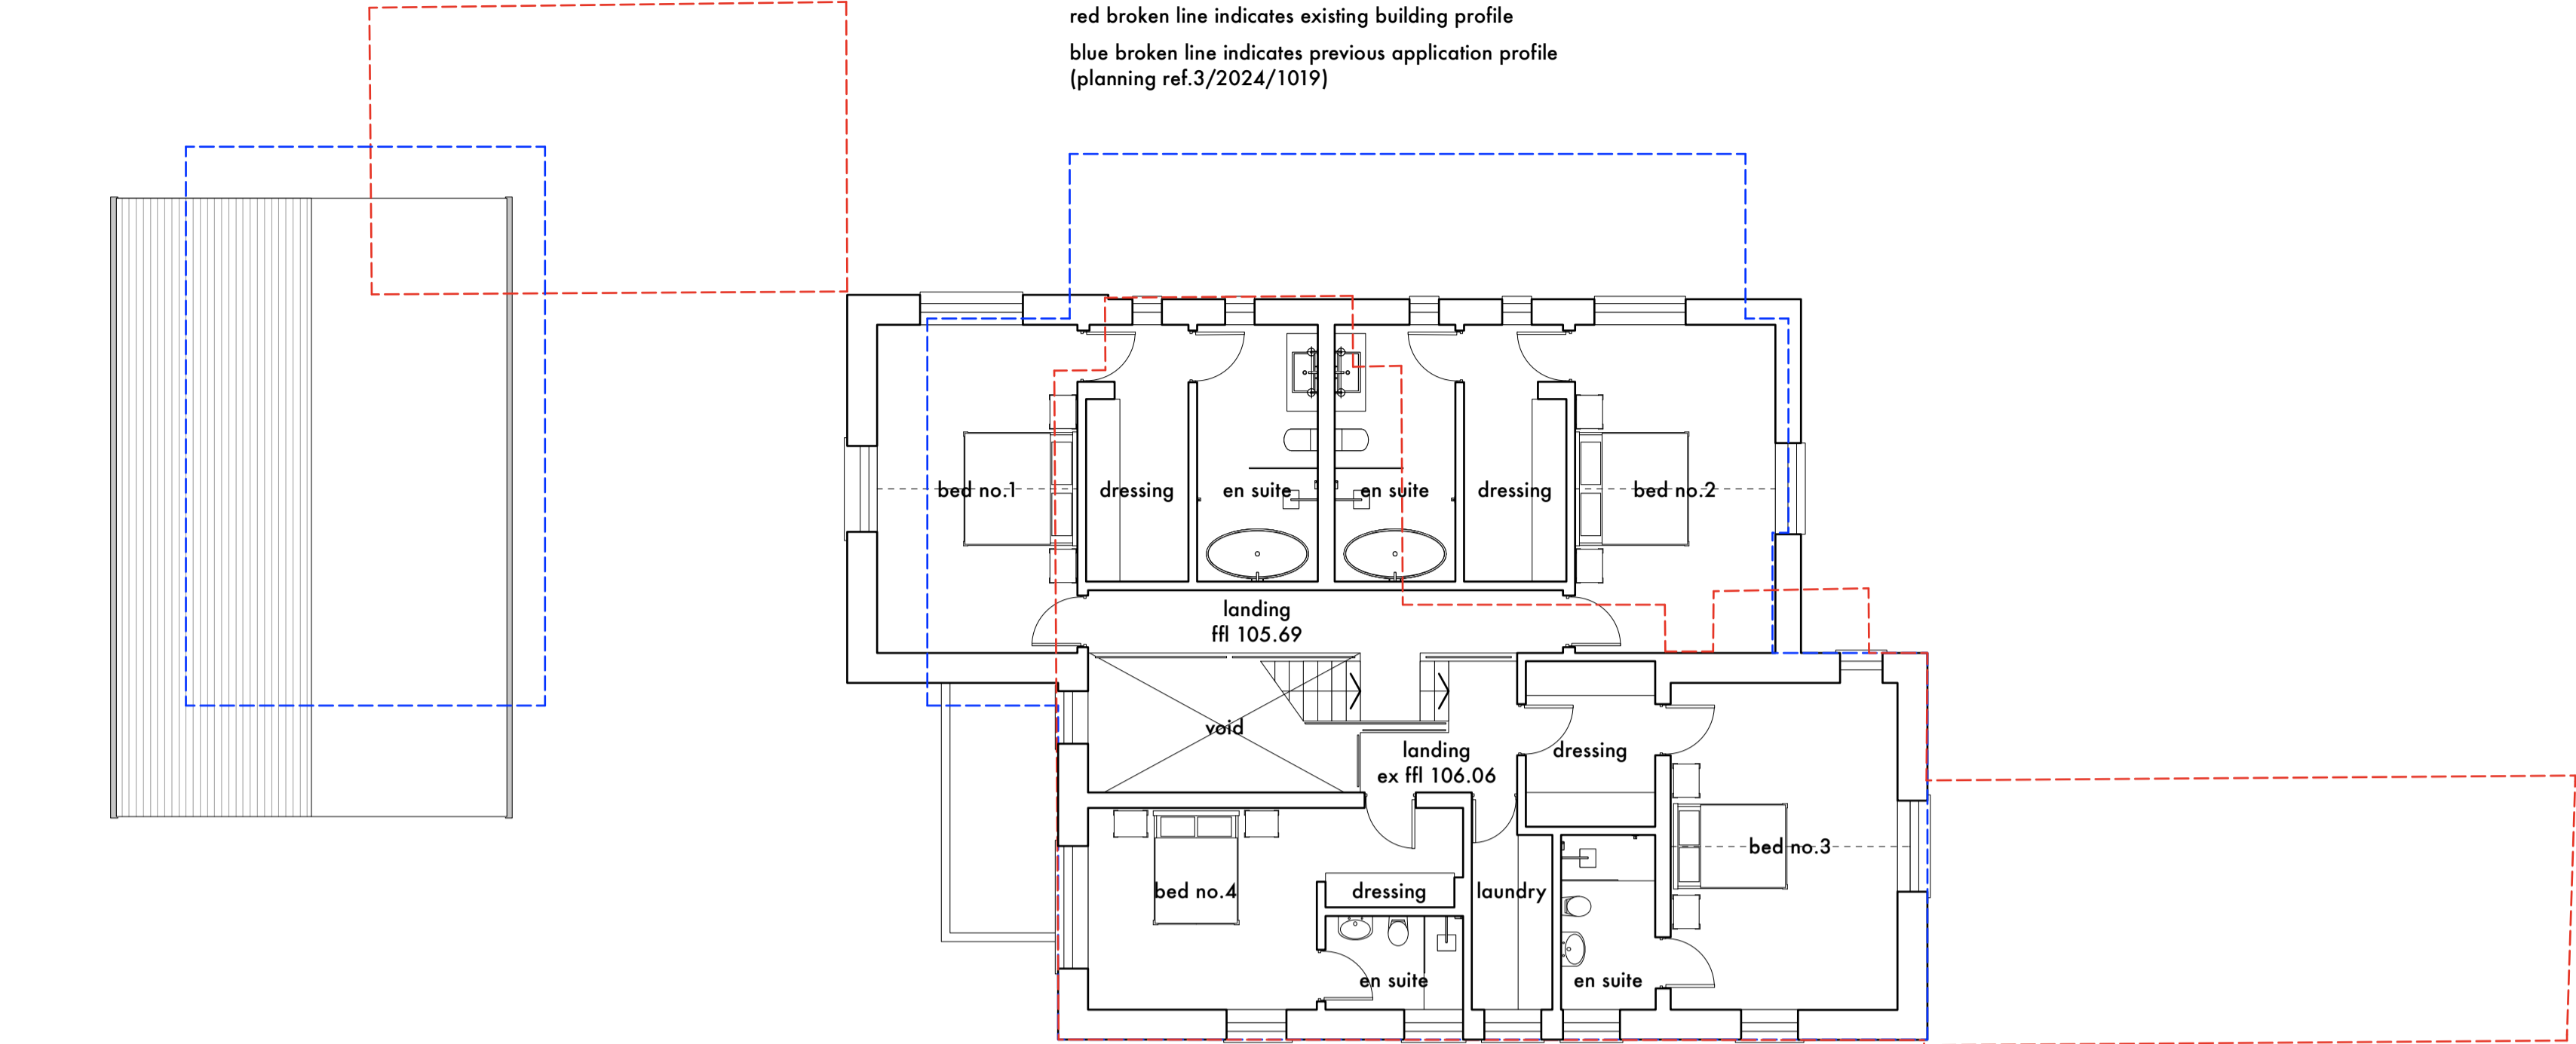 red broken line indicates existing building profile
blue broken line indicates previous application profile
(planning ref.3/2024/1019)
bed no.1
dressing
en suite
en suite
dressing
bed no.2
landing
ffl 105.69
void
landing
ex ffl 106.06
dressing
bed no.3
bed no.4
dressing
laundry
en suite
en suite